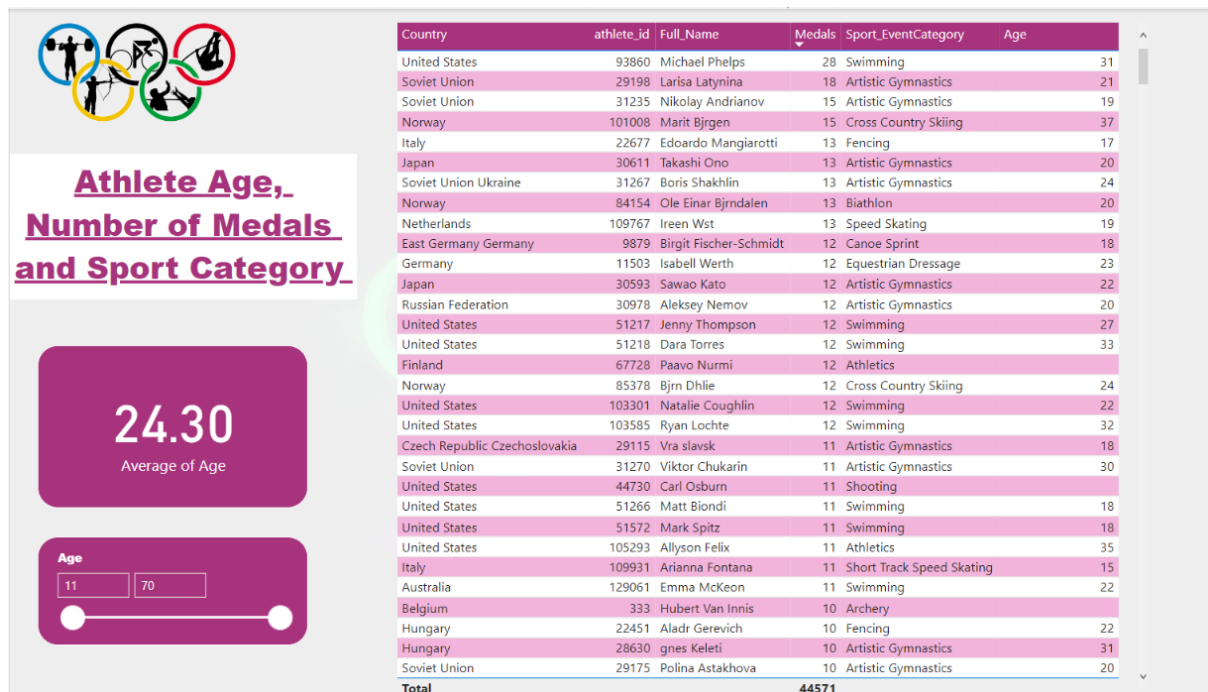 Athlete Age,
Number of Medals
and Sport Category
24.30
Average of Age
Age
11 70
Country athlete_id Full_Name Medals Sport_EventCategory Age
United States 93860 Michael Phelps 28 Swimming 31
Soviet Union 29198 Larisa Latynina 18 Artistic Gymnastics 21
Soviet Union 31235 Nikolay Andrianov 15 Artistic Gymnastics 19
Norway 101008 Marit Bjrgen 15 Cross Country Skiing 37
Italy 22677 Edoardo Mangiarotti 13 Fencing 17
Japan 30611 Takashi Ono 13 Artistic Gymnastics 20
Soviet Union Ukraine 31267 Boris Shakhlin 13 Artistic Gymnastics 24
Norway 84154 Ole Einar Bjrndalen 13 Biathlon 20
Netherlands 109767 Ireen Wst 13 Speed Skating 19
East Germany Germany 9879 Birgit Fischer-Schmidt 12 Canoe Sprint 18
Germany 11503 Isabell Werth 12 Equestrian Dressage 23
Japan 30593 Sawao Kato 12 Artistic Gymnastics 22
Russian Federation 30978 Aleksey Nemov 12 Artistic Gymnastics 20
United States 51217 Jenny Thompson 12 Swimming 27
United States 51218 Dara Torres 12 Swimming 33
Finland 67728 Paavo Nurmi 12 Athletics
Norway 85378 Bjrn Dhlie 12 Cross Country Skiing 24
United States 103301 Natalie Coughlin 12 Swimming 22
United States 103585 Ryan Lochte 12 Swimming 32
Czech Republic Czechoslovakia 29115 Vra slavsk 11 Artistic Gymnastics 18
Soviet Union 31270 Viktor Chukarin 11 Artistic Gymnastics 30
United States 44730 Carl Osburn 11 Shooting
United States 51266 Matt Biondi 11 Swimming 18
United States 51572 Mark Spitz 11 Swimming 18
United States 105293 Allyson Felix 11 Athletics 35
Italy 109931 Arianna Fontana 11 Short Track Speed Skating 15
Australia 129061 Emma McKeon 11 Swimming 22
Belgium 333 Hubert Van Innis 10 Archery
Hungary 22451 Aladr Gerevich 10 Fencing 22
Hungary 28630 gnes Keleti 10 Artistic Gymnastics 31
Soviet Union 29175 Polina Astakhova 10 Artistic Gymnastics 20
Total 44571